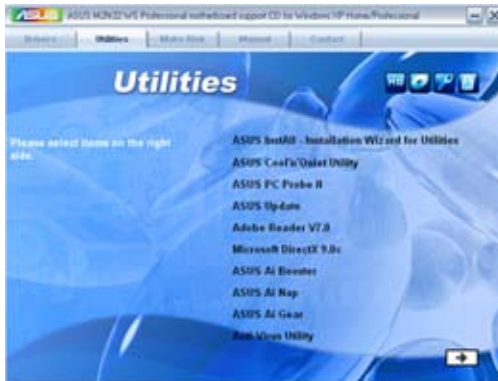 ASUS
ASUS M2N32 WS Professional motherboard support CD for Windows XP Home/Professional
Drivers
Utilities
Make Disk
Manual
Contact
Utilities
Please select items on the right side.
ASUS InstAll - Installation Wizard for Utilities
ASUS Cool'n'Quiet Utility
ASUS PC Probe II
ASUS Update
Adobe Reader V7.0
Microsoft DirectX 9.0c
ASUS Ai Booster
ASUS Ai Nap
ASUS Ai Gear
Anti-Virus Utility